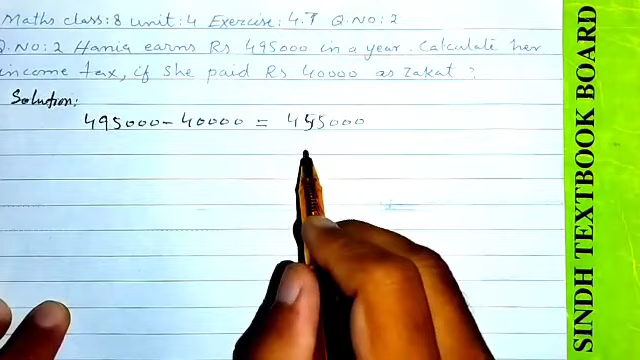 Maths class: 8 unit: 4 Exercise: 4.7 Q.NO: 2
Q.NO: 2 Hania earns Rs 495000 in a year. Calculate her
income tax, if she paid Rs 40000 as Zakat ?
Solution:
495000 - 40000 = 455000
SINDH TEXTBOOK BOARD